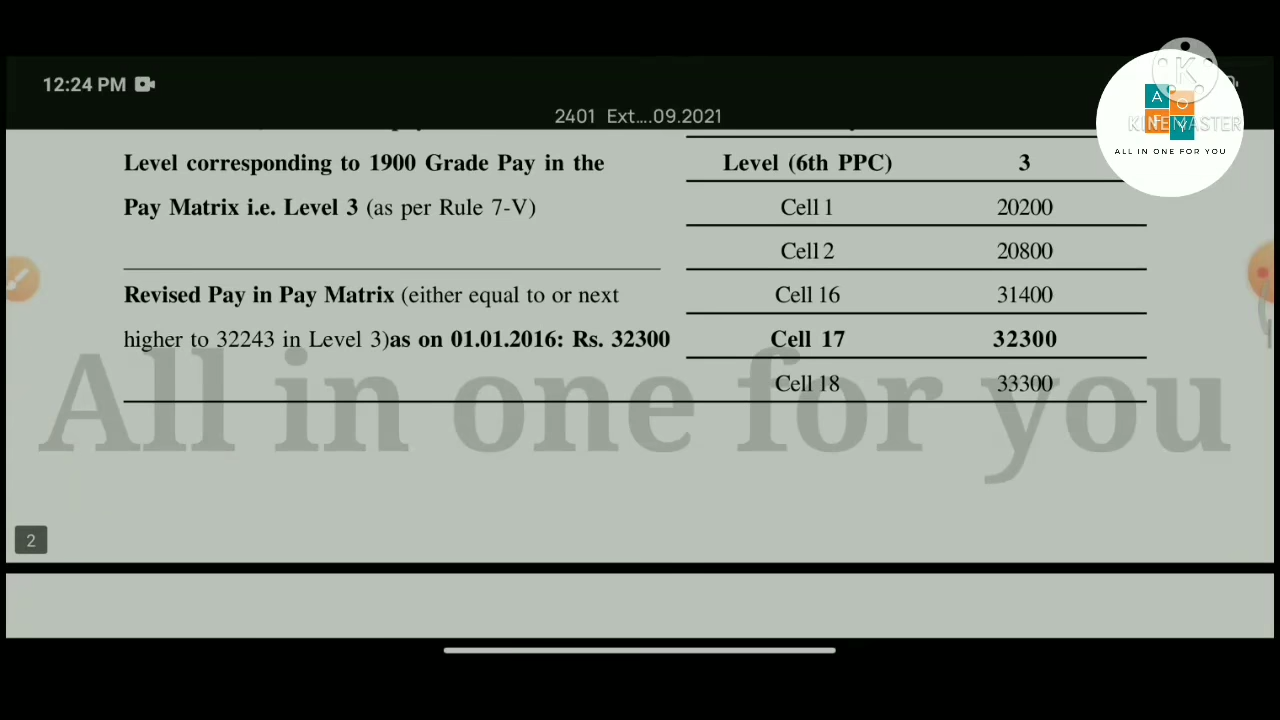 12:24 PM
2401 Ext....09.2021
KINEMASTER
A O
F Y
ALL IN ONE FOR YOU
Level corresponding to 1900 Grade Pay in the
Pay Matrix i.e. Level 3 (as per Rule 7-V)
Revised Pay in Pay Matrix (either equal to or next
higher to 32243 in Level 3)as on 01.01.2016: Rs. 32300
Level (6th PPC) 3
Cell 1 20200
Cell 2 20800
Cell 16 31400
Cell 17 32300
Cell 18 33300
All in one for you
2